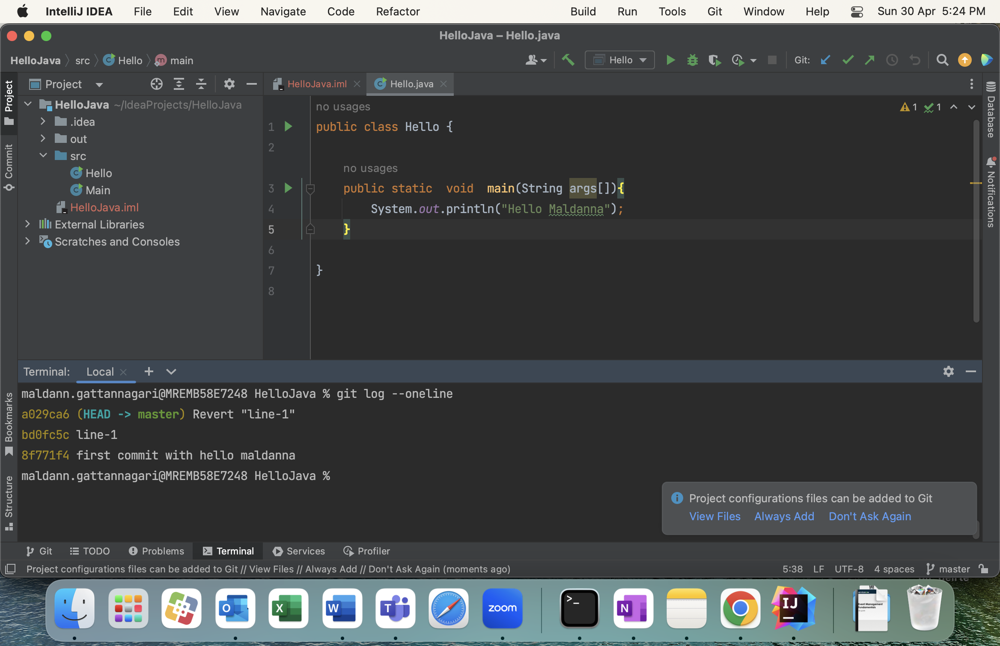 IntelliJ IDEA File Edit View Navigate Code Refactor Build Run Tools Git Window Help Sun 30 Apr 5:24 PM
HelloJava – Hello.java
HelloJava src Hello main Hello Git:
Project HelloJava.iml Hello.java
Project
Commit
Bookmarks
Structure
Database
Notifications
HelloJava ~/IdeaProjects/HelloJava
.idea
out
src
Hello
Main
HelloJava.iml
External Libraries
Scratches and Consoles
1 1
no usages
1 public class Hello {
2
no usages
3 public static  void  main(String args[]){
4 System.out.println("Hello Maldanna");
5 }
6
7 }
8
Terminal: Local
maldann.gattannagari@MREMB58E7248 HelloJava % git log --oneline
a029ca6 (HEAD -> master) Revert "line-1"
bd0fc5c line-1
8f771f4 first commit with hello maldanna
maldann.gattannagari@MREMB58E7248 HelloJava %
Project configurations files can be added to Git
View Files Always Add Don't Ask Again
Git TODO Problems Terminal Services Profiler
Project configurations files can be added to Git // View Files // Always Add // Don't Ask Again (moments ago) 5:38 LF UTF-8 4 spaces master
O X W T zoom >_ N IJ
servicenow
Event Management
Fundamentals